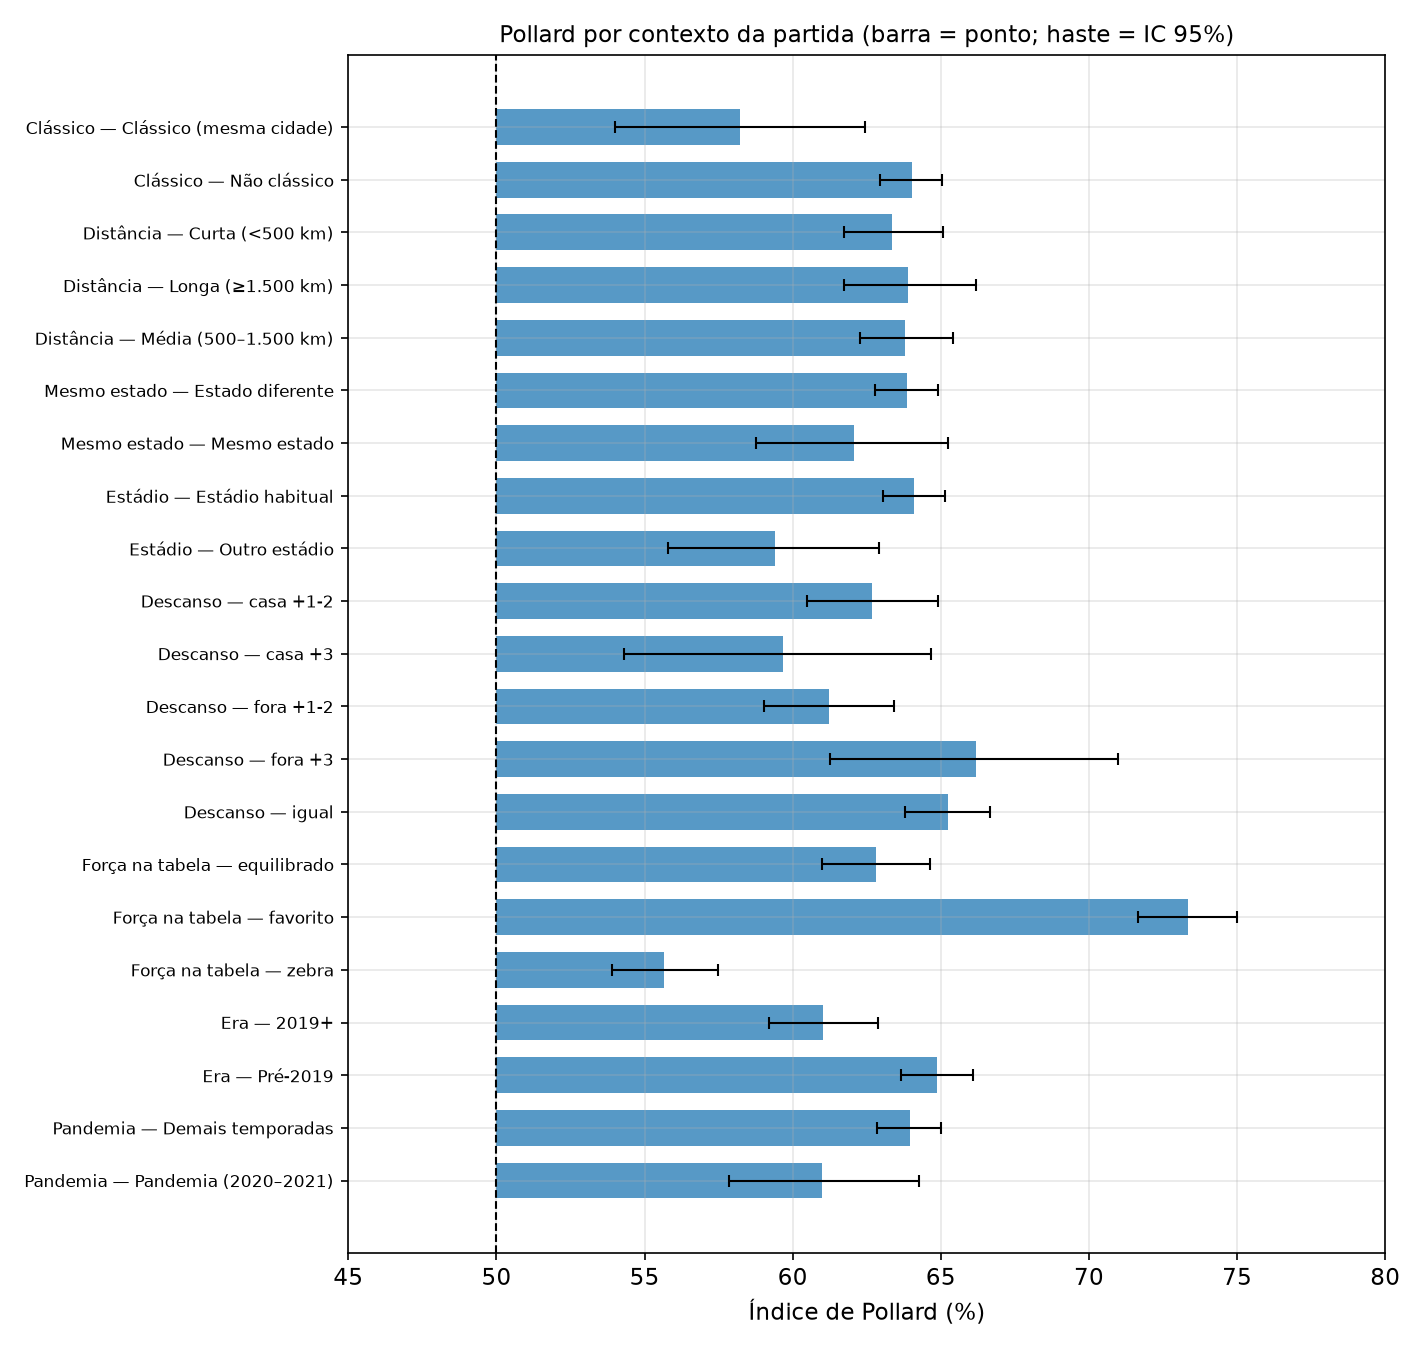 Pollard por contexto da partida (barra = ponto; haste = IC 95%)
Clássico — Clássico (mesma cidade)
Clássico — Não clássico
Distância — Curta (<500 km)
Distância — Longa (≥1.500 km)
Distância — Média (500–1.500 km)
Mesmo estado — Estado diferente
Mesmo estado — Mesmo estado
Estádio — Estádio habitual
Estádio — Outro estádio
Descanso — casa +1-2
Descanso — casa +3
Descanso — fora +1-2
Descanso — fora +3
Descanso — igual
Força na tabela — equilibrado
Força na tabela — favorito
Força na tabela — zebra
Era — 2019+
Era — Pré-2019
Pandemia — Demais temporadas
Pandemia — Pandemia (2020–2021)
45 50 55 60 65 70 75 80
Índice de Pollard (%)